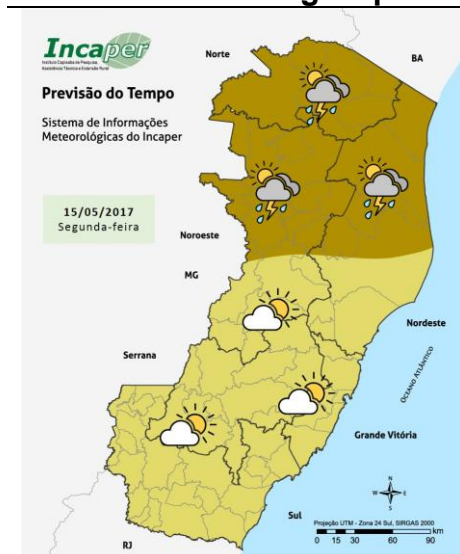 Incaper
Instituto Capixaba de Pesquisa,
Assistência Técnica e Extensão Rural
Previsão do Tempo
Sistema de Informações
Meteorológicas do Incaper
15/05/2017
Segunda-feira
Norte
BA
Noroeste
MG
Nordeste
Serrana
OCEANO ATLÂNTICO
Grande Vitória
N
W
E
S
Sul
RJ
Projeção UTM - Zona 24 Sul, SIRGAS 2000
km
0 15 30 60 90